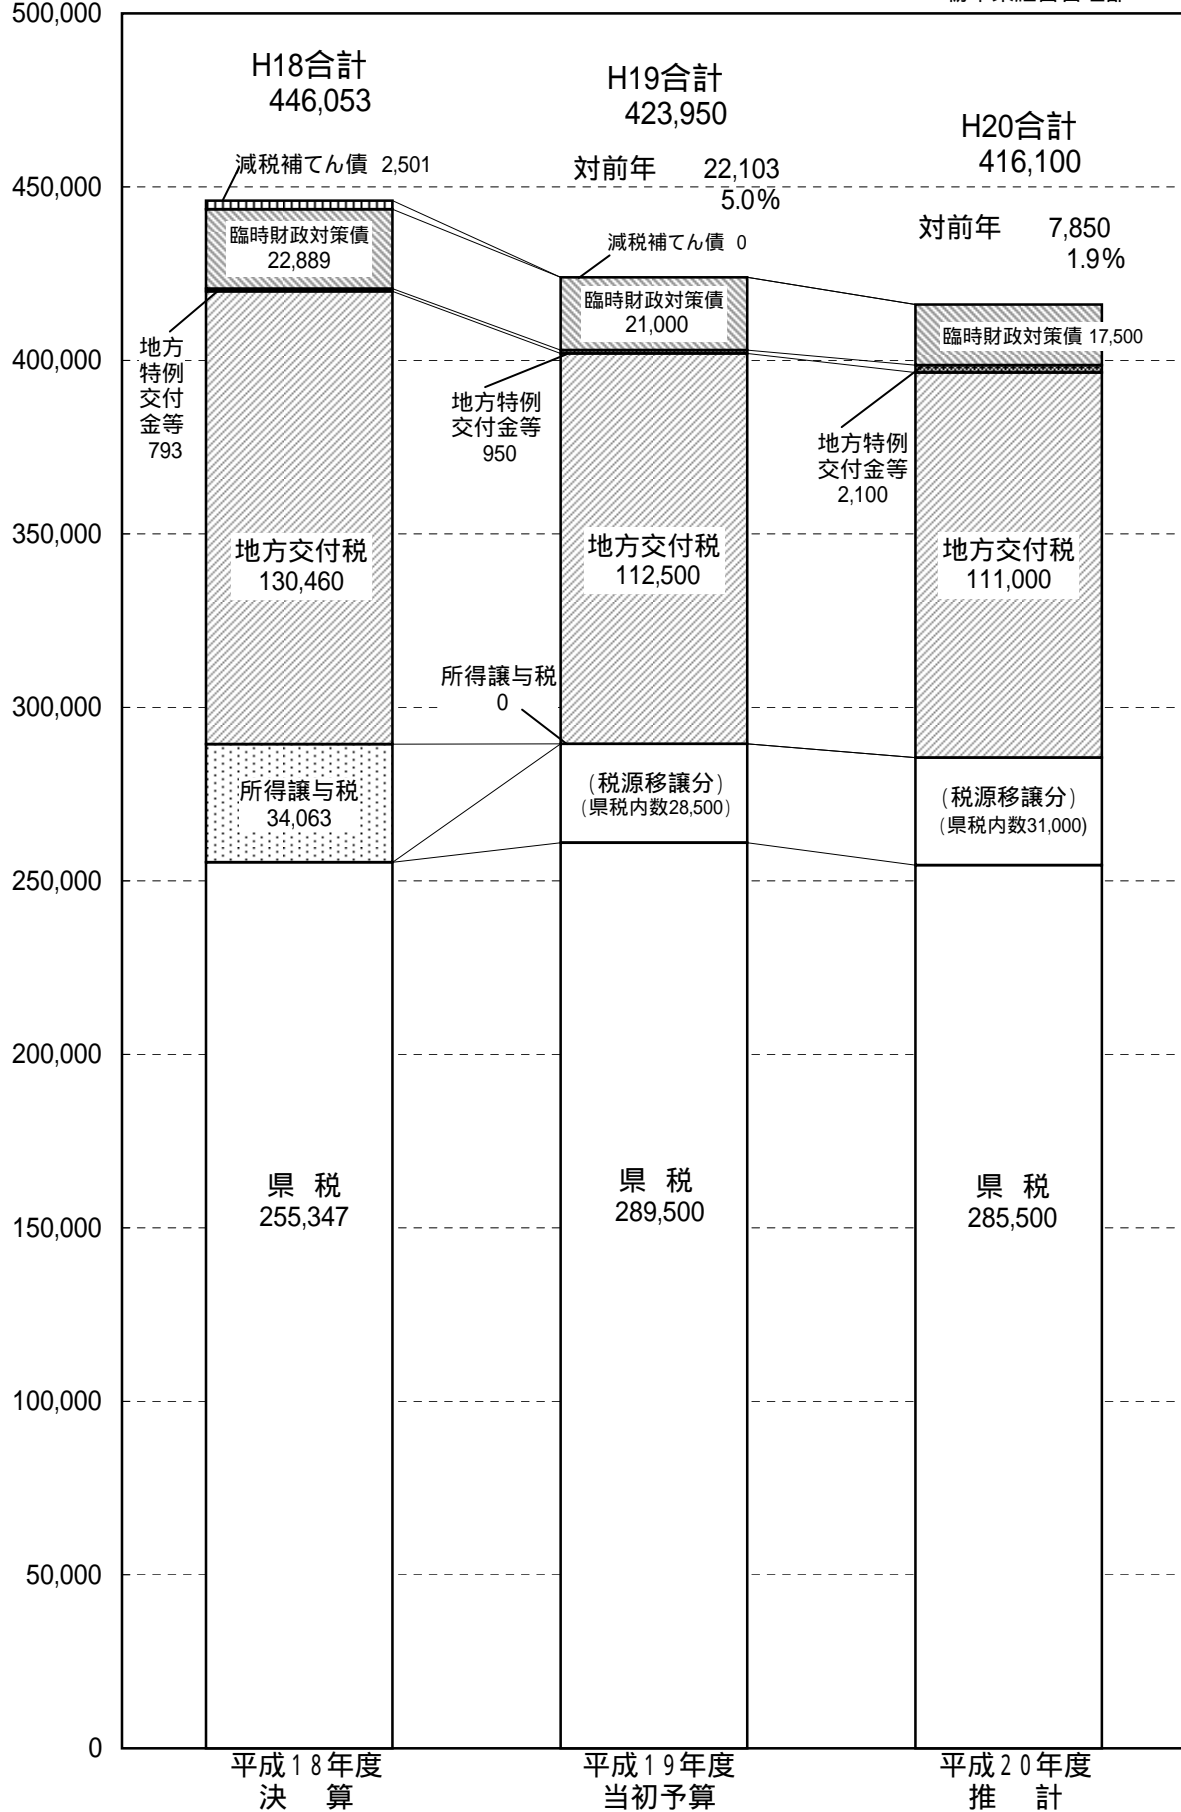 500,000
450,000
400,000
350,000
300,000
250,000
200,000
150,000
100,000
50,000
0
H18合計
446,053
減税補てん債 2,501
臨時財政対策債
22,889
地方
特例
交付
金等
793
地方交付税
130,460
所得譲与税
34,063
県 税
255,347
平成18年度
決 算
H19合計
423,950
対前年 22,103
5.0%
減税補てん債 0
臨時財政対策債
21,000
地方特例
交付金等
950
地方交付税
112,500
所得譲与税
0
(税源移譲分)
(県税内数28,500)
県 税
289,500
平成19年度
当初予算
H20合計
416,100
対前年 7,850
1.9%
臨時財政対策債 17,500
地方特例
交付金等
2,100
地方交付税
111,000
(税源移譲分)
(県税内数31,000)
県 税
285,500
平成20年度
推 計